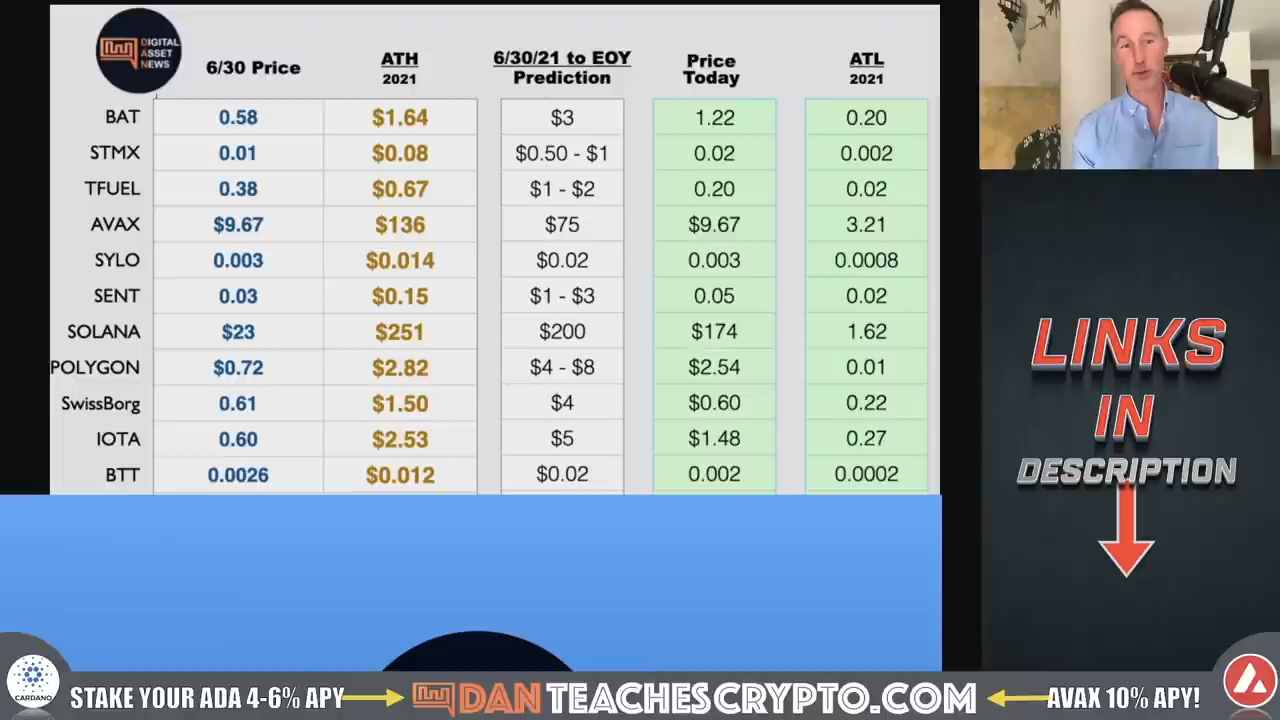 DIGITAL
ASSET
NEWS
6/30 Price
ATH
2021
6/30/21 to EOY
Prediction
Price
Today
ATL
2021
BAT 0.58 $1.64 $3 1.22 0.20
STMX 0.01 $0.08 $0.50 - $1 0.02 0.002
TFUEL 0.38 $0.67 $1 - $2 0.20 0.02
AVAX $9.67 $136 $75 $9.67 3.21
SYLO 0.003 $0.014 $0.02 0.003 0.0008
SENT 0.03 $0.15 $1 - $3 0.05 0.02
SOLANA $23 $251 $200 $174 1.62
POLYGON $0.72 $2.82 $4 - $8 $2.54 0.01
SwissBorg 0.61 $1.50 $4 $0.60 0.22
IOTA 0.60 $2.53 $5 $1.48 0.27
BTT 0.0026 $0.012 $0.02 0.002 0.0002
LINKS
IN
DESCRIPTION
CARDANO
STAKE YOUR ADA 4-6% APY DANTEACHESCRYPTO.COM AVAX 10% APY!